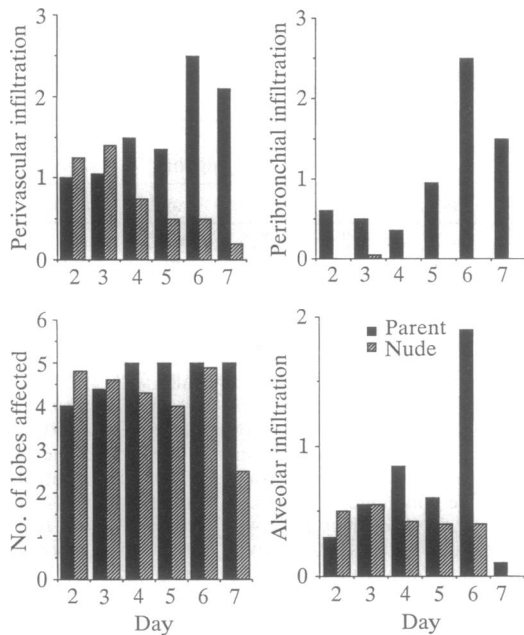 Perivascular infiltration
3
2
1
0
2 3 4 5 6 7
Peribronchial infiltration
3
2
1
0
2 3 4 5 6 7
No. of lobes affected
6
5
4
3
2
1
0
2 3 4 5 6 7
Day
Alveolar infiltration
2
1
0
Parent
Nude
2 3 4 5 6 7
Day